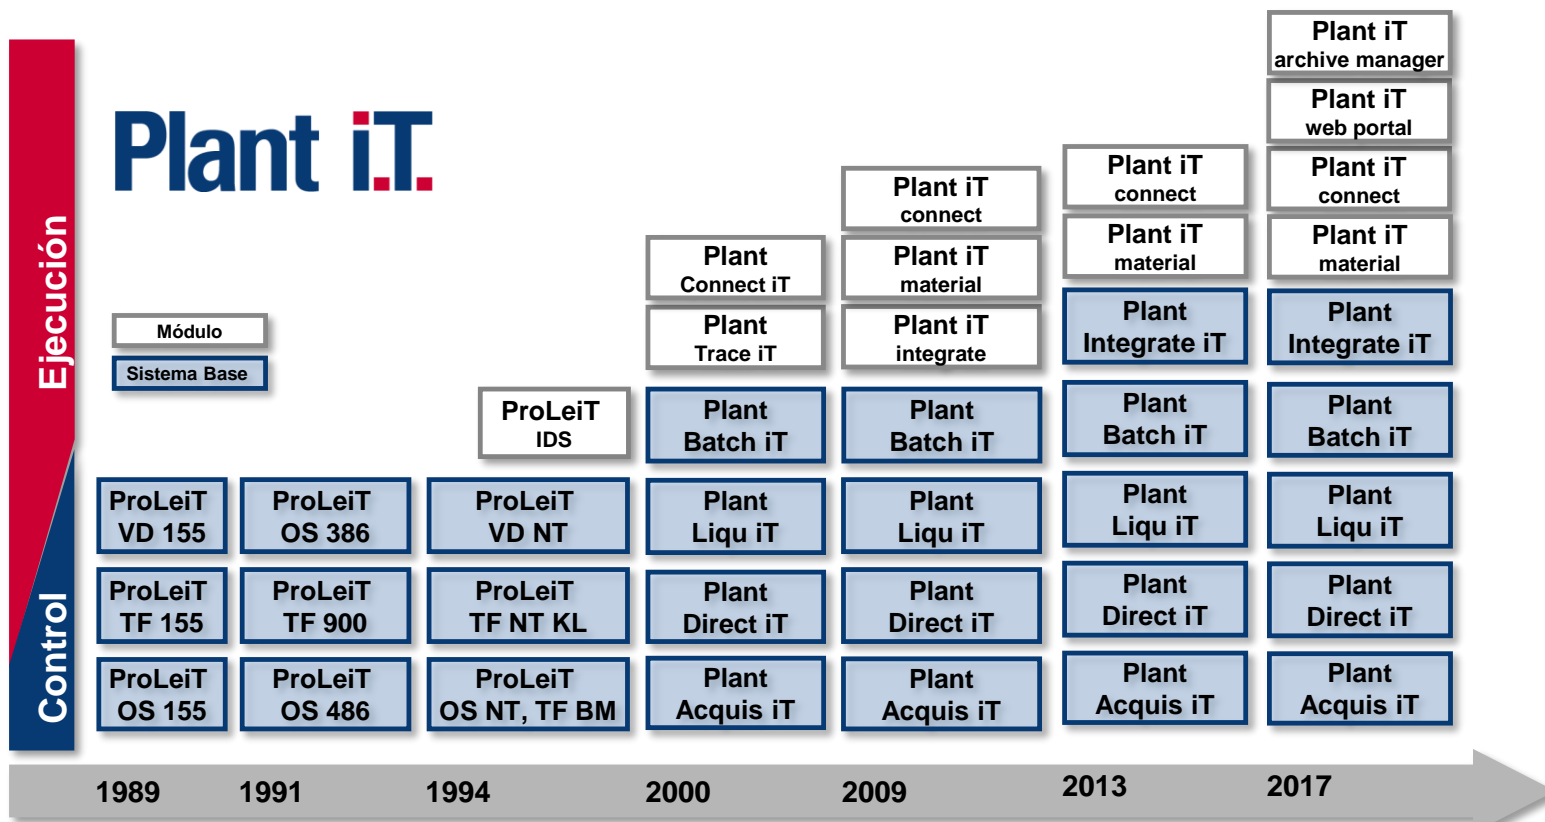 Plant i.T.
Ejecución
Control
Módulo
Sistema Base
ProLeiT
VD 155
ProLeiT
TF 155
ProLeiT
OS 155
ProLeiT
OS 386
ProLeiT
TF 900
ProLeiT
OS 486
ProLeiT
IDS
ProLeiT
VD NT
ProLeiT
TF NT KL
ProLeiT
OS NT, TF BM
Plant
Connect iT
Plant
Trace iT
Plant
Batch iT
Plant
Liqu iT
Plant
Direct iT
Plant
Acquis iT
Plant iT
connect
Plant iT
material
Plant iT
integrate
Plant
Batch iT
Plant
Liqu iT
Plant
Direct iT
Plant
Acquis iT
Plant iT
connect
Plant iT
material
Plant
Integrate iT
Plant
Batch iT
Plant
Liqu iT
Plant
Direct iT
Plant
Acquis iT
Plant iT
archive manager
Plant iT
web portal
Plant iT
connect
Plant iT
material
Plant
Integrate iT
Plant
Batch iT
Plant
Liqu iT
Plant
Direct iT
Plant
Acquis iT
1989
1991
1994
2000
2009
2013
2017